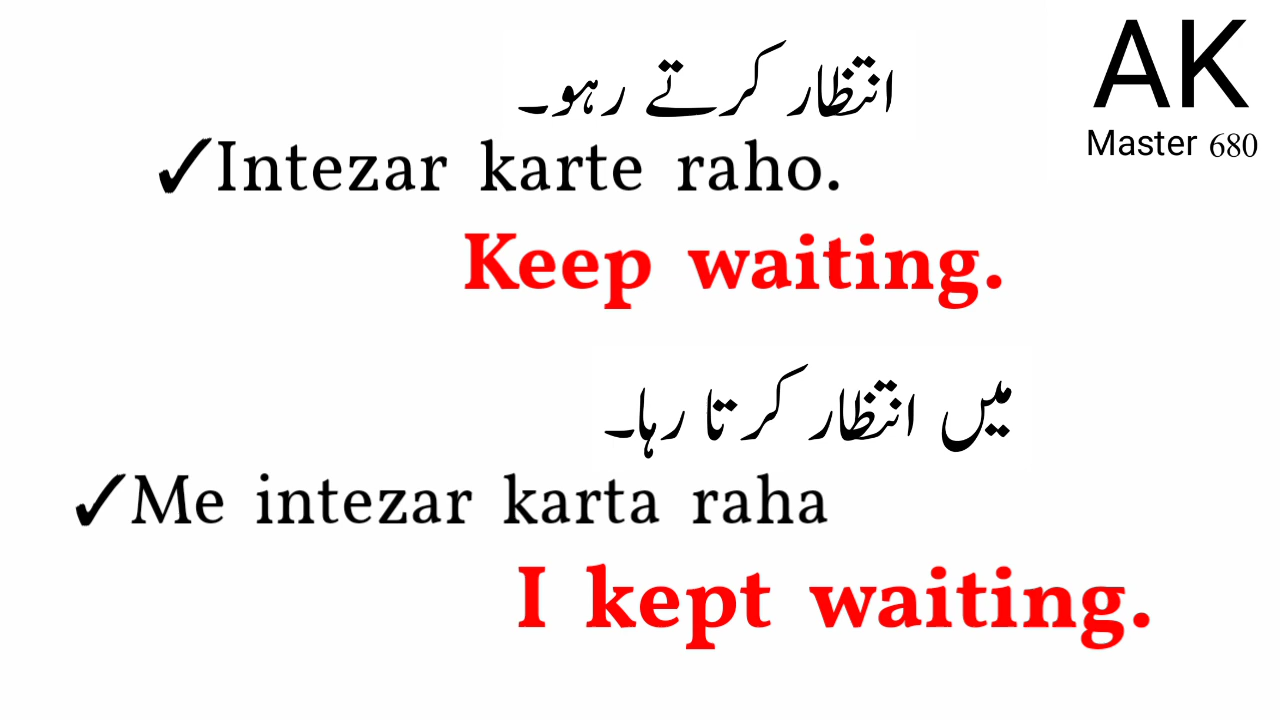 AK
Master 680
انتظار کرتے رہو۔
✓Intezar karte raho.
Keep waiting.
میں انتظار کرتا رہا۔
✓Me intezar karta raha
I kept waiting.